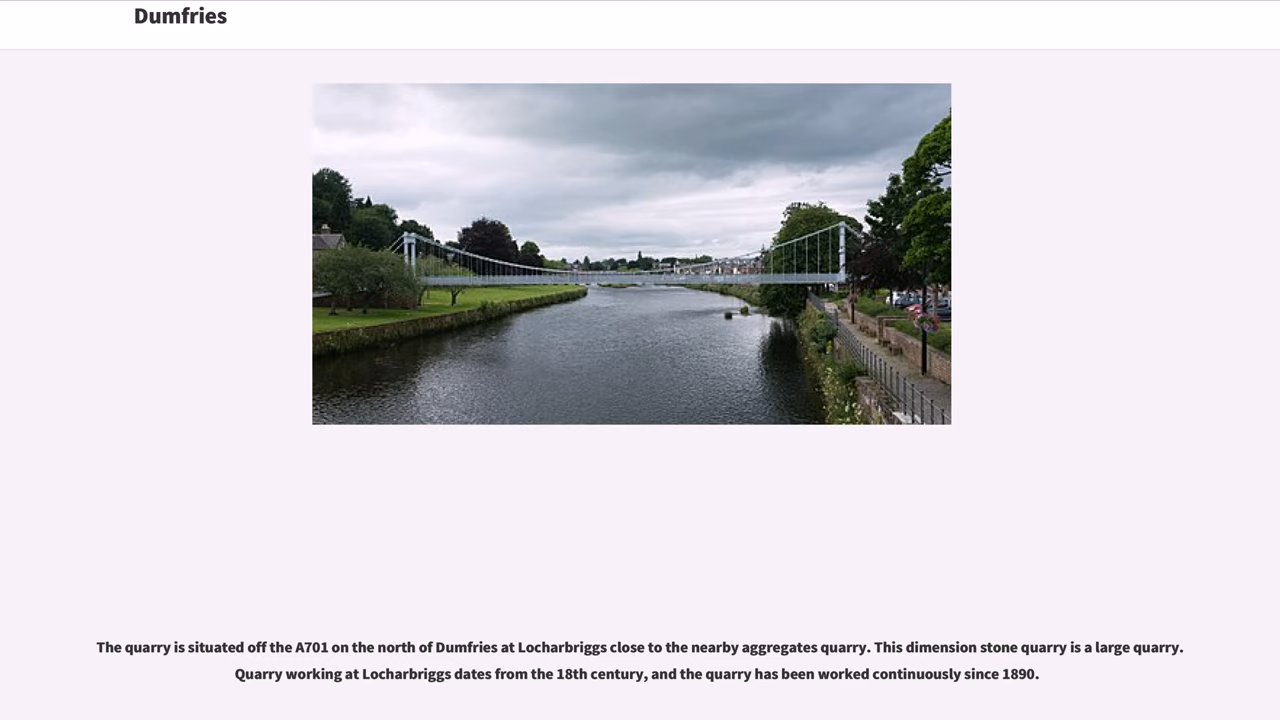 Dumfries
The quarry is situated off the A701 on the north of Dumfries at Locharbriggs close to the nearby aggregates quarry. This dimension stone quarry is a large quarry.
Quarry working at Locharbriggs dates from the 18th century, and the quarry has been worked continuously since 1890.